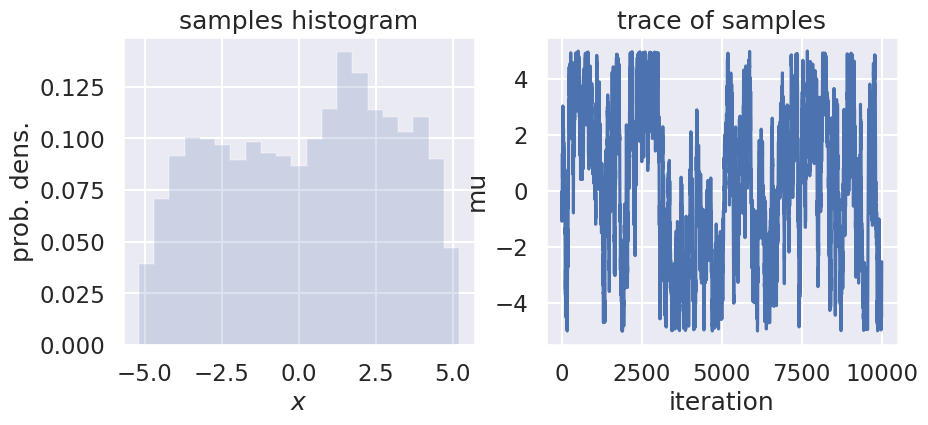 samples histogram
prob. dens.
0.125
0.100
0.075
0.050
0.025
0.000
−5.0 −2.5 0.0 2.5 5.0
x
trace of samples
mu
4
2
0
−2
−4
0 2500 5000 7500 10000
iteration